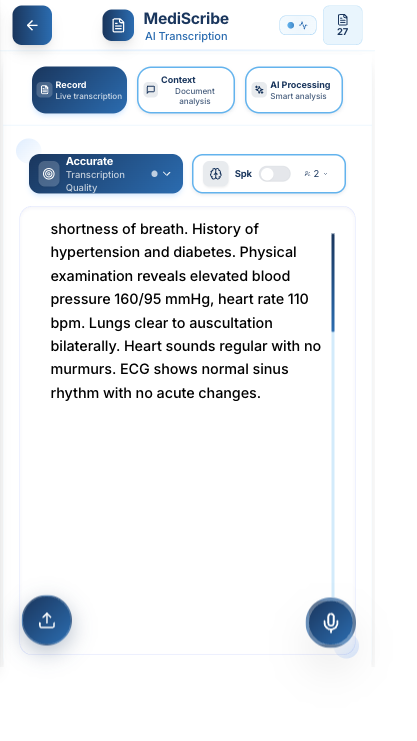 MediScribe
AI Transcription
27
Record
Live transcription
Context
Document
analysis
AI Processing
Smart analysis
Accurate
Transcription
Quality
Spk
2
shortness of breath. History of
hypertension and diabetes. Physical
examination reveals elevated blood
pressure 160/95 mmHg, heart rate 110
bpm. Lungs clear to auscultation
bilaterally. Heart sounds regular with no
murmurs. ECG shows normal sinus
rhythm with no acute changes.